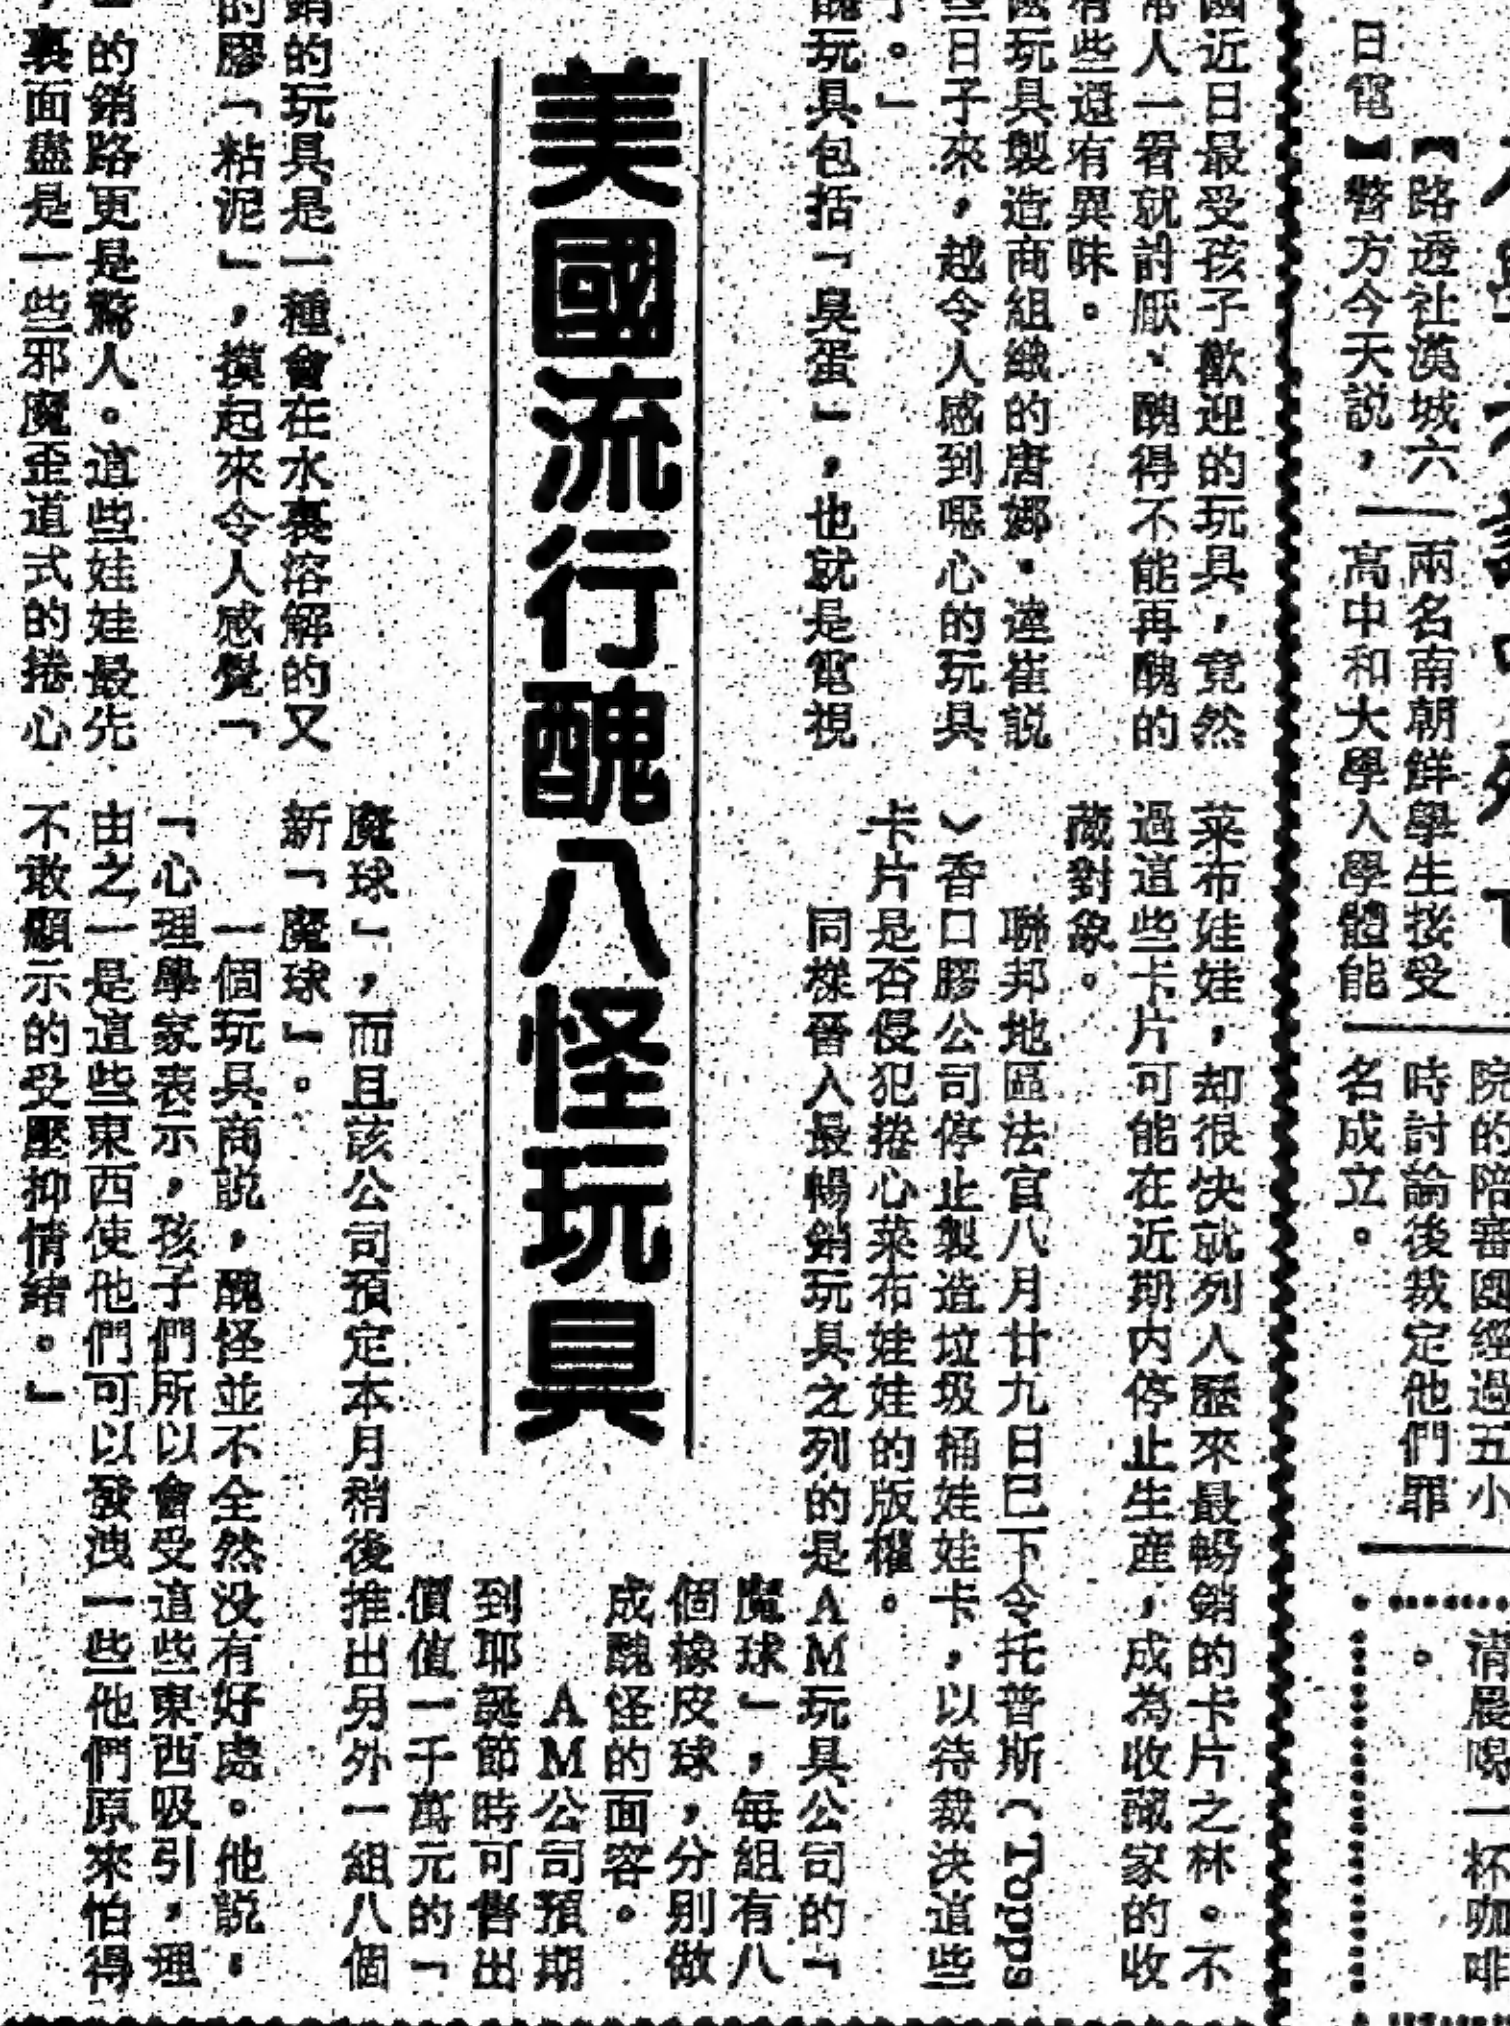 美國流行醜八怪玩具
國近日最受孩子歡迎的玩具，竟然
常人一看就討厭、醜得不能再醜的
有些還有異味。
國玩具製造商組織的唐娜・達崔説
些日子來，越令人感到噁心的玩具
。」
醜玩具包括「臭蛋」，也就是電視
銷的玩具是一種會在水裏溶解的又
的膠「粘泥」，摸起來令人感覺「
的銷路更是驚人。這些娃娃最先
，裏面盡是一些邪魔歪道式的捲心
菜布娃娃，却很快就列入歷來最暢銷的卡片之林。不
過這些卡片可能在近期内停止生産，成為收藏家的收
藏對象。
聯邦地區法官八月廿九日已下令托普斯（Topps
）香口膠公司停止製造垃圾桶娃娃卡，以待裁決這些
卡片是否侵犯捲心菜布娃娃的版權。
同樣晉入最暢銷玩具之列的是AM玩具公司的「
魔球」，每組有八
個橡皮球，分别做
成醜怪的面容。
AM公司預期
到耶誕節時可售出
價值一千萬元的「
魔球」，而且該公司預定本月稍後推出另外一組八個
新「魔球」。
一個玩具商説，醜怪並不全然没有好處。他説，
「心理學家表示，孩子們所以會受這些東西吸引，理
由之一是這些東西使他們可以發洩一些他們原來怕得
不敢顯示的受壓抑情緒。」
【路透社漢城六
日電】警方今天説，
兩名南朝鮮學生接受
高中和大學入學體能
院的陪審團經過五小
時討論後裁定他們罪
名成立。
清晨喝一杯咖啡
。